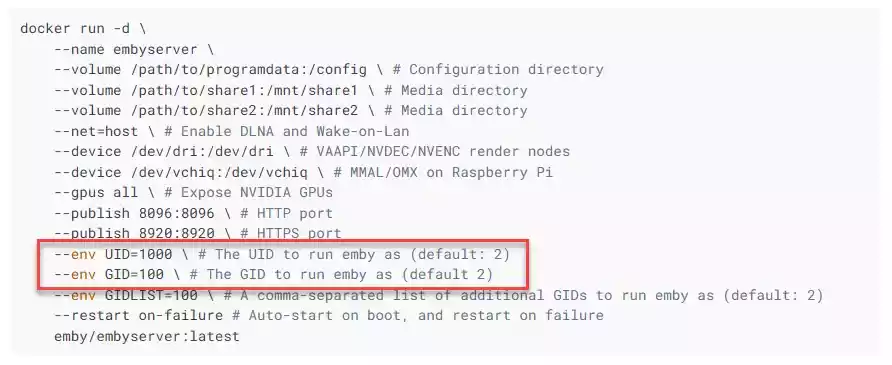 docker run -d \
--name embyserver \
--volume /path/to/programdata:/config \ # Configuration directory
--volume /path/to/share1:/mnt/share1 \ # Media directory
--volume /path/to/share2:/mnt/share2 \ # Media directory
--net=host \ # Enable DLNA and Wake-on-Lan
--device /dev/dri:/dev/dri \ # VAAPI/NVDEC/NVENC render nodes
--device /dev/vchiq:/dev/vchiq \ # MMAL/OMX on Raspberry Pi
--gpus all \ # Expose NVIDIA GPUs
--publish 8096:8096 \ # HTTP port
--publish 8920:8920 \ # HTTPS port
--env UID=1000 \ # The UID to run emby as (default: 2)
--env GID=100 \ # The GID to run emby as (default 2)
--env GIDLIST=100 \ # A comma-separated list of additional GIDs to run emby as (default: 2)
--restart on-failure # Auto-start on boot, and restart on failure
emby/embyserver:latest